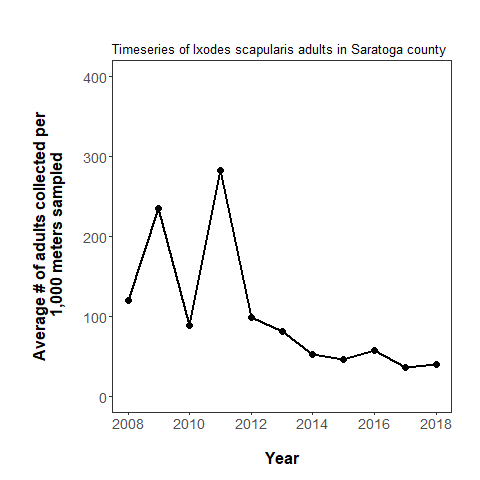 Timeseries of Ixodes scapularis adults in Saratoga county
400
300
200
100
0
Average # of adults collected per
1,000 meters sampled
2008 2010 2012 2014 2016 2018
Year